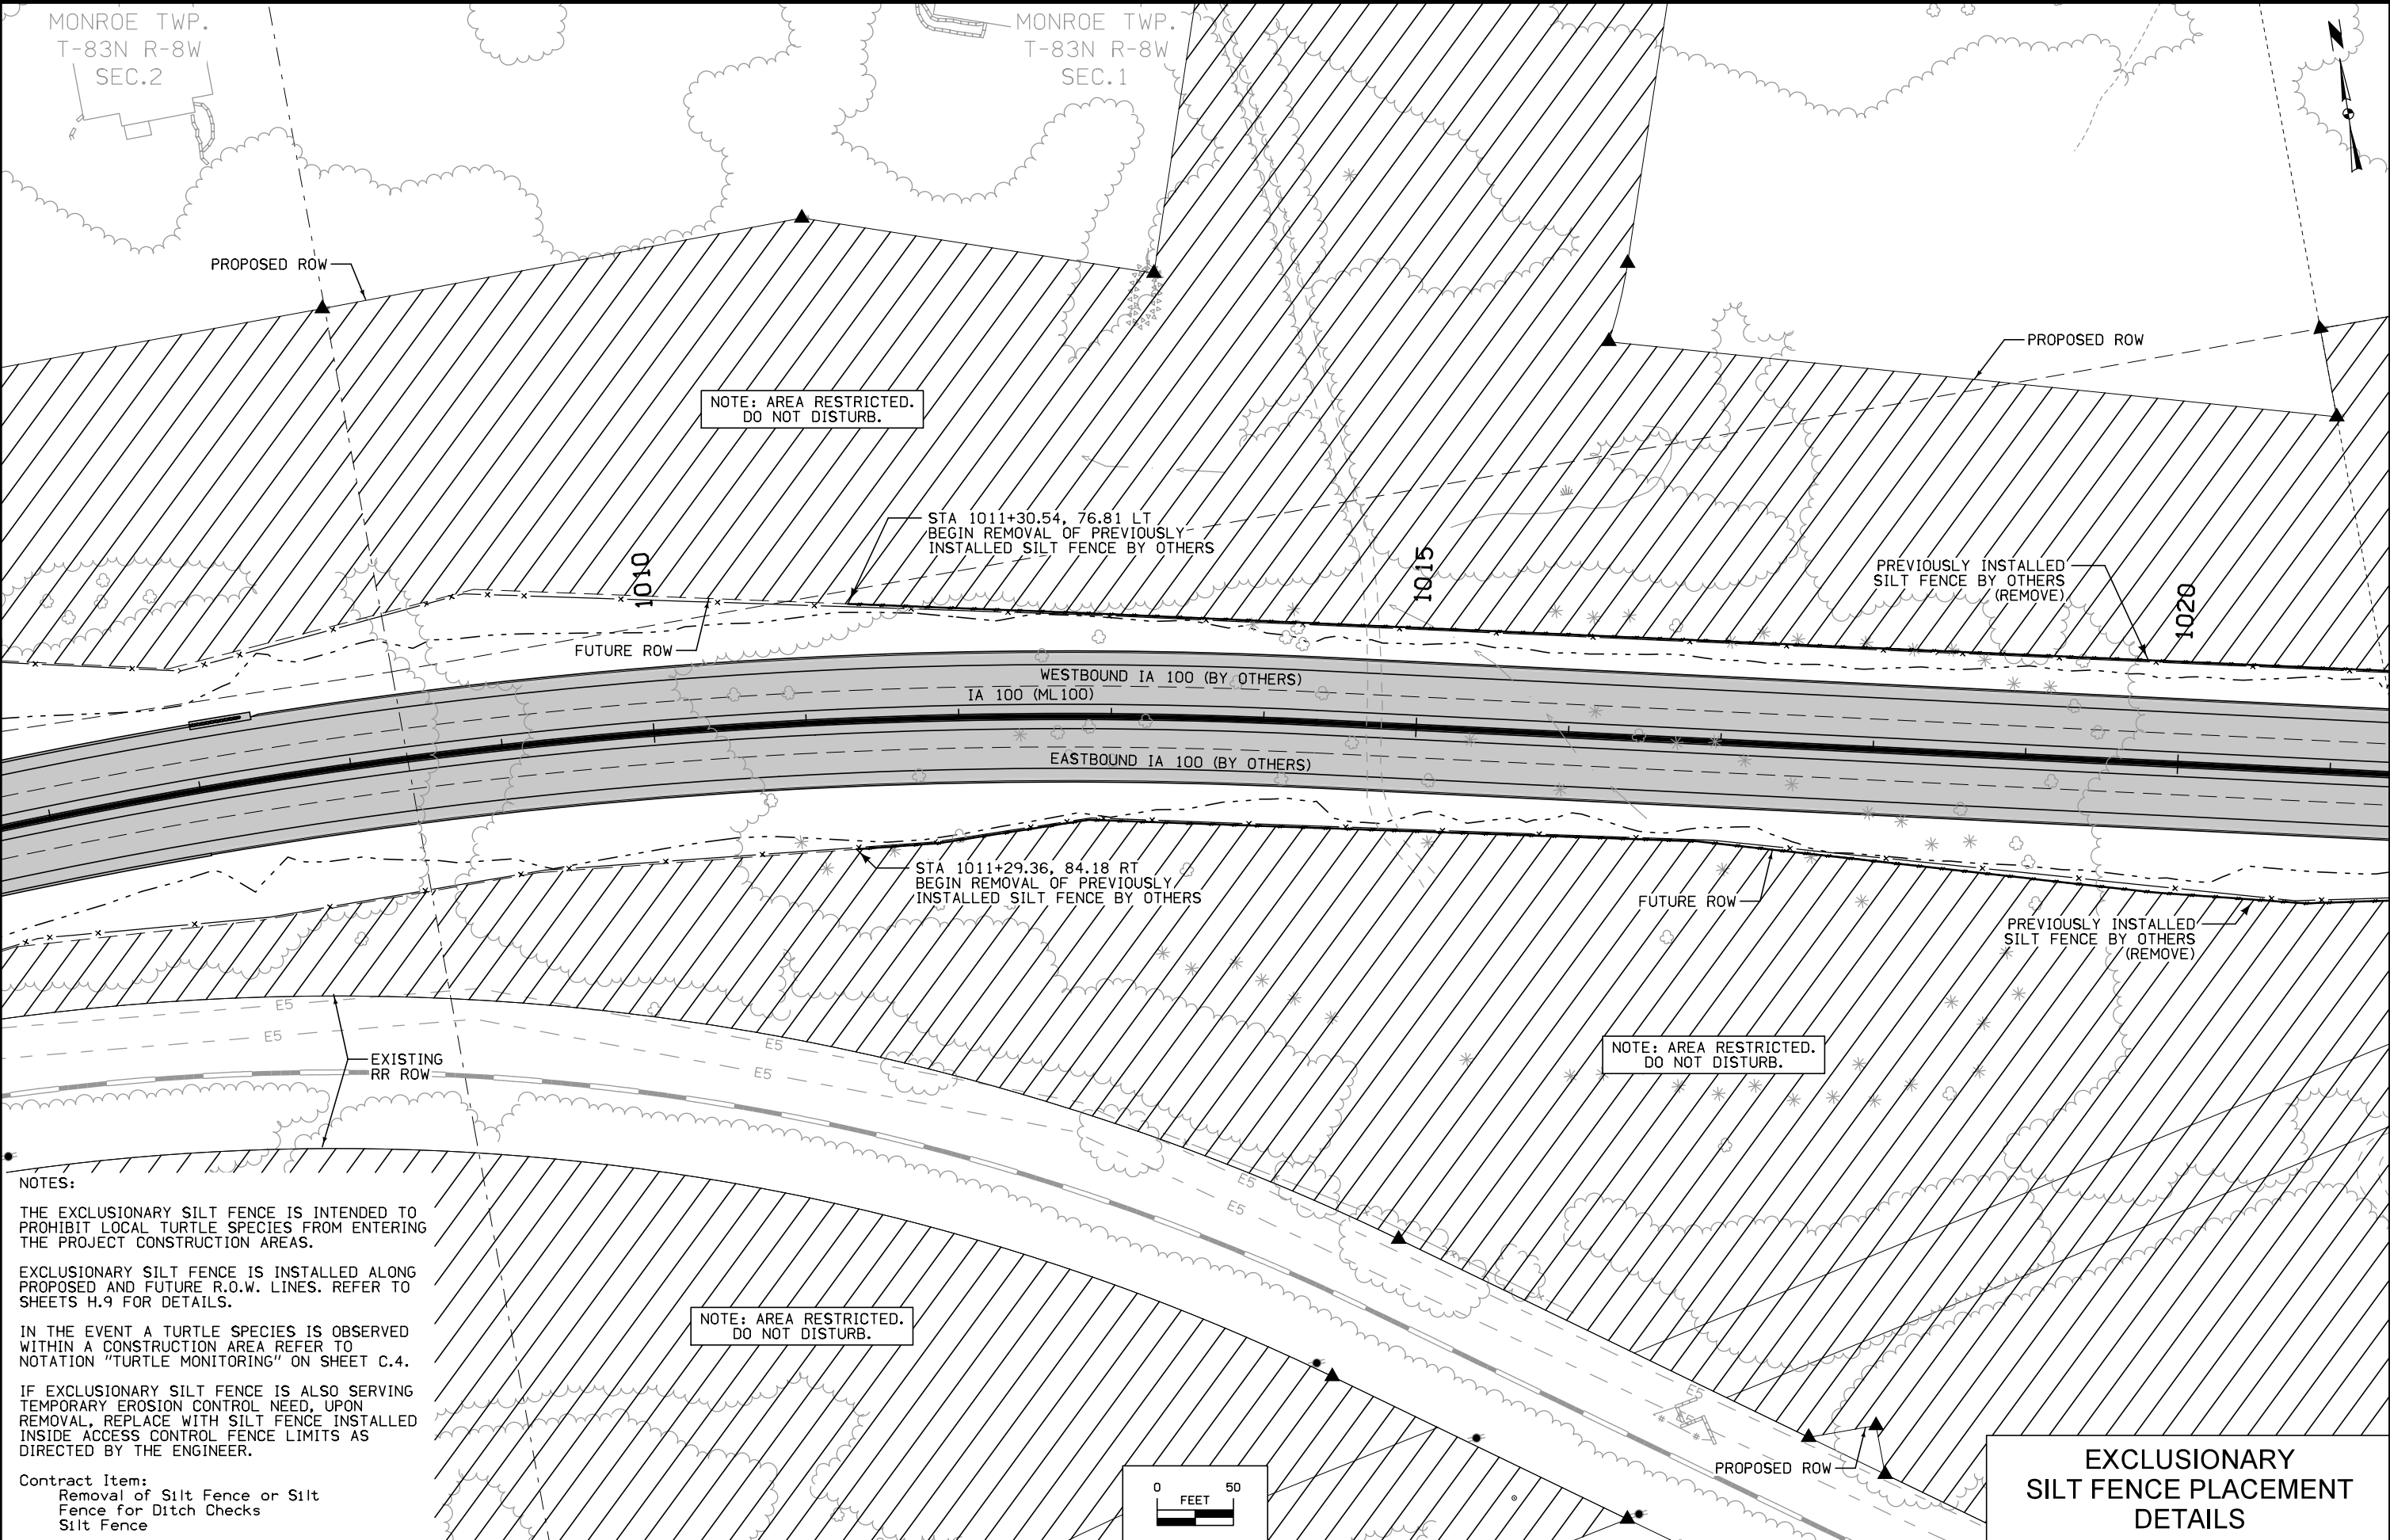 MONROE TWP.
T-83N R-8W
SEC.2
MONROE TWP.
T-83N R-8W
SEC.1
N
PROPOSED ROW
PROPOSED ROW
NOTE: AREA RESTRICTED.
DO NOT DISTURB.
STA 1011+30.54, 76.81 LT
BEGIN REMOVAL OF PREVIOUSLY
INSTALLED SILT FENCE BY OTHERS
1010
1015
PREVIOUSLY INSTALLED
SILT FENCE BY OTHERS
(REMOVE)
1020
FUTURE ROW
WESTBOUND IA 100 (BY OTHERS)
IA 100 (ML100)
EASTBOUND IA 100 (BY OTHERS)
STA 1011+29.36, 84.18 RT
BEGIN REMOVAL OF PREVIOUSLY
INSTALLED SILT FENCE BY OTHERS
FUTURE ROW
PREVIOUSLY INSTALLED
SILT FENCE BY OTHERS
(REMOVE)
E5
E5
E5
E5
EXISTING
RR ROW
NOTE: AREA RESTRICTED.
DO NOT DISTURB.
E5
E5
NOTES:
THE EXCLUSIONARY SILT FENCE IS INTENDED TO
PROHIBIT LOCAL TURTLE SPECIES FROM ENTERING
THE PROJECT CONSTRUCTION AREAS.
EXCLUSIONARY SILT FENCE IS INSTALLED ALONG
PROPOSED AND FUTURE R.O.W. LINES. REFER TO
SHEETS H.9 FOR DETAILS.
IN THE EVENT A TURTLE SPECIES IS OBSERVED
WITHIN A CONSTRUCTION AREA REFER TO
NOTATION "TURTLE MONITORING" ON SHEET C.4.
IF EXCLUSIONARY SILT FENCE IS ALSO SERVING
TEMPORARY EROSION CONTROL NEED, UPON
REMOVAL, REPLACE WITH SILT FENCE INSTALLED
INSIDE ACCESS CONTROL FENCE LIMITS AS
DIRECTED BY THE ENGINEER.
Contract Item:
Removal of Silt Fence or Silt
Fence for Ditch Checks
Silt Fence
NOTE: AREA RESTRICTED.
DO NOT DISTURB.
E5
E5
PROPOSED ROW
0 50
FEET
EXCLUSIONARY
SILT FENCE PLACEMENT
DETAILS